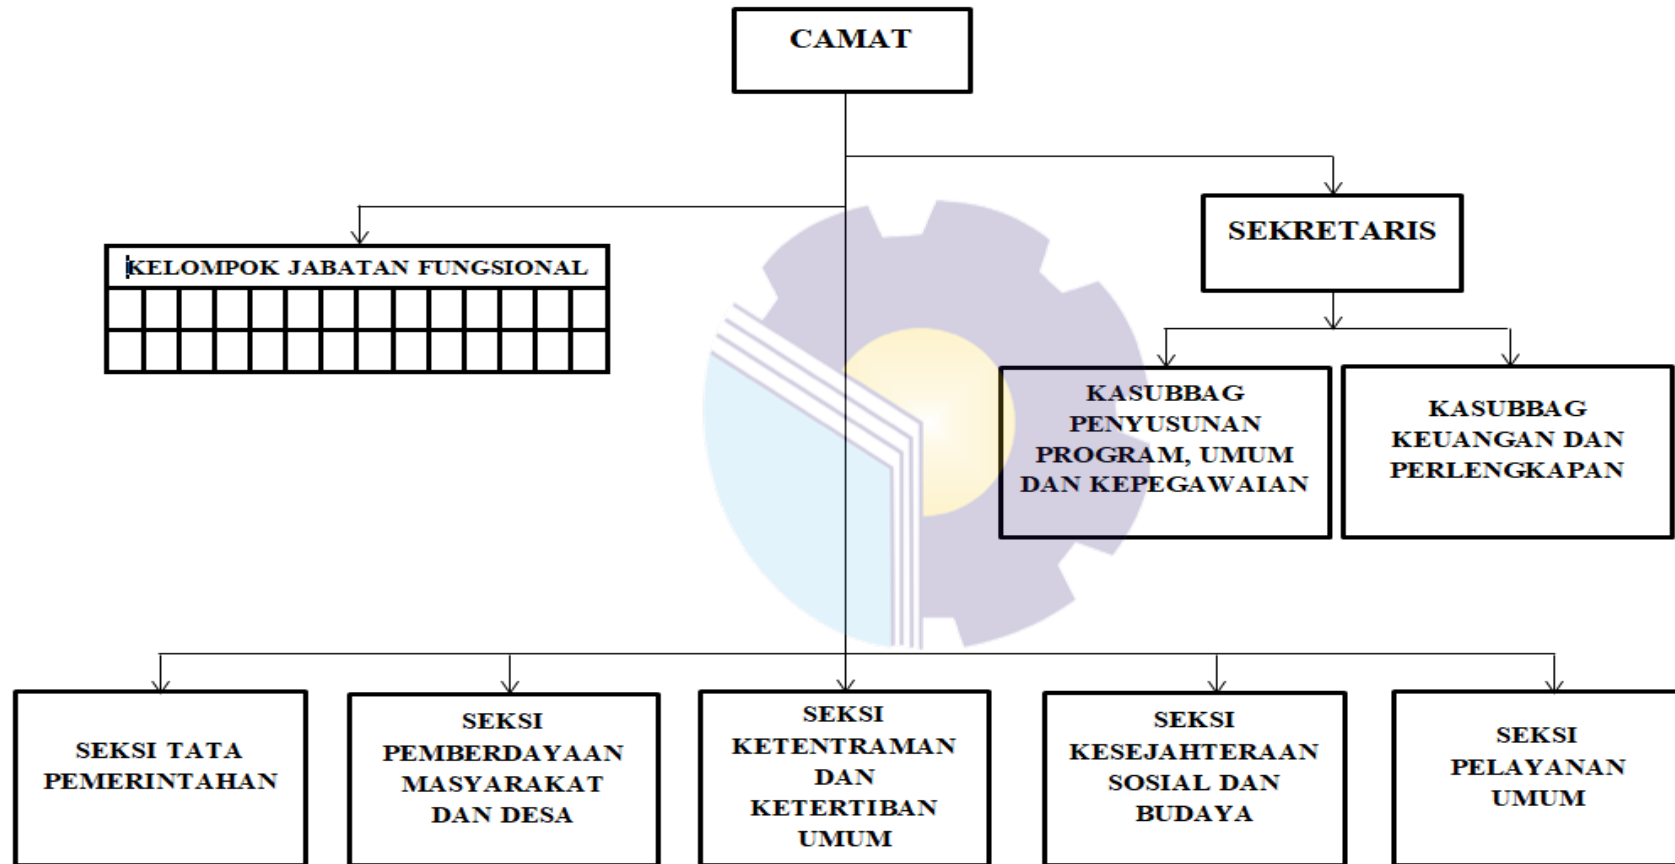 CAMAT
SEKRETARIS
KELOMPOK JABATAN FUNGSIONAL
KASUBBAG
PENYUSUNAN
PROGRAM, UMUM
DAN KEPEGAWAIAN
KASUBBAG
KEUANGAN DAN
PERLENGKAPAN
SEKSI TATA
PEMERINTAHAN
SEKSI
PEMBERDAYAAN
MASYARAKAT
DAN DESA
SEKSI
KETENTRAMAN
DAN
KETERTIBAN
UMUM
SEKSI
KESEJAHTERAAN
SOSIAL DAN
BUDAYA
SEKSI
PELAYANAN
UMUM